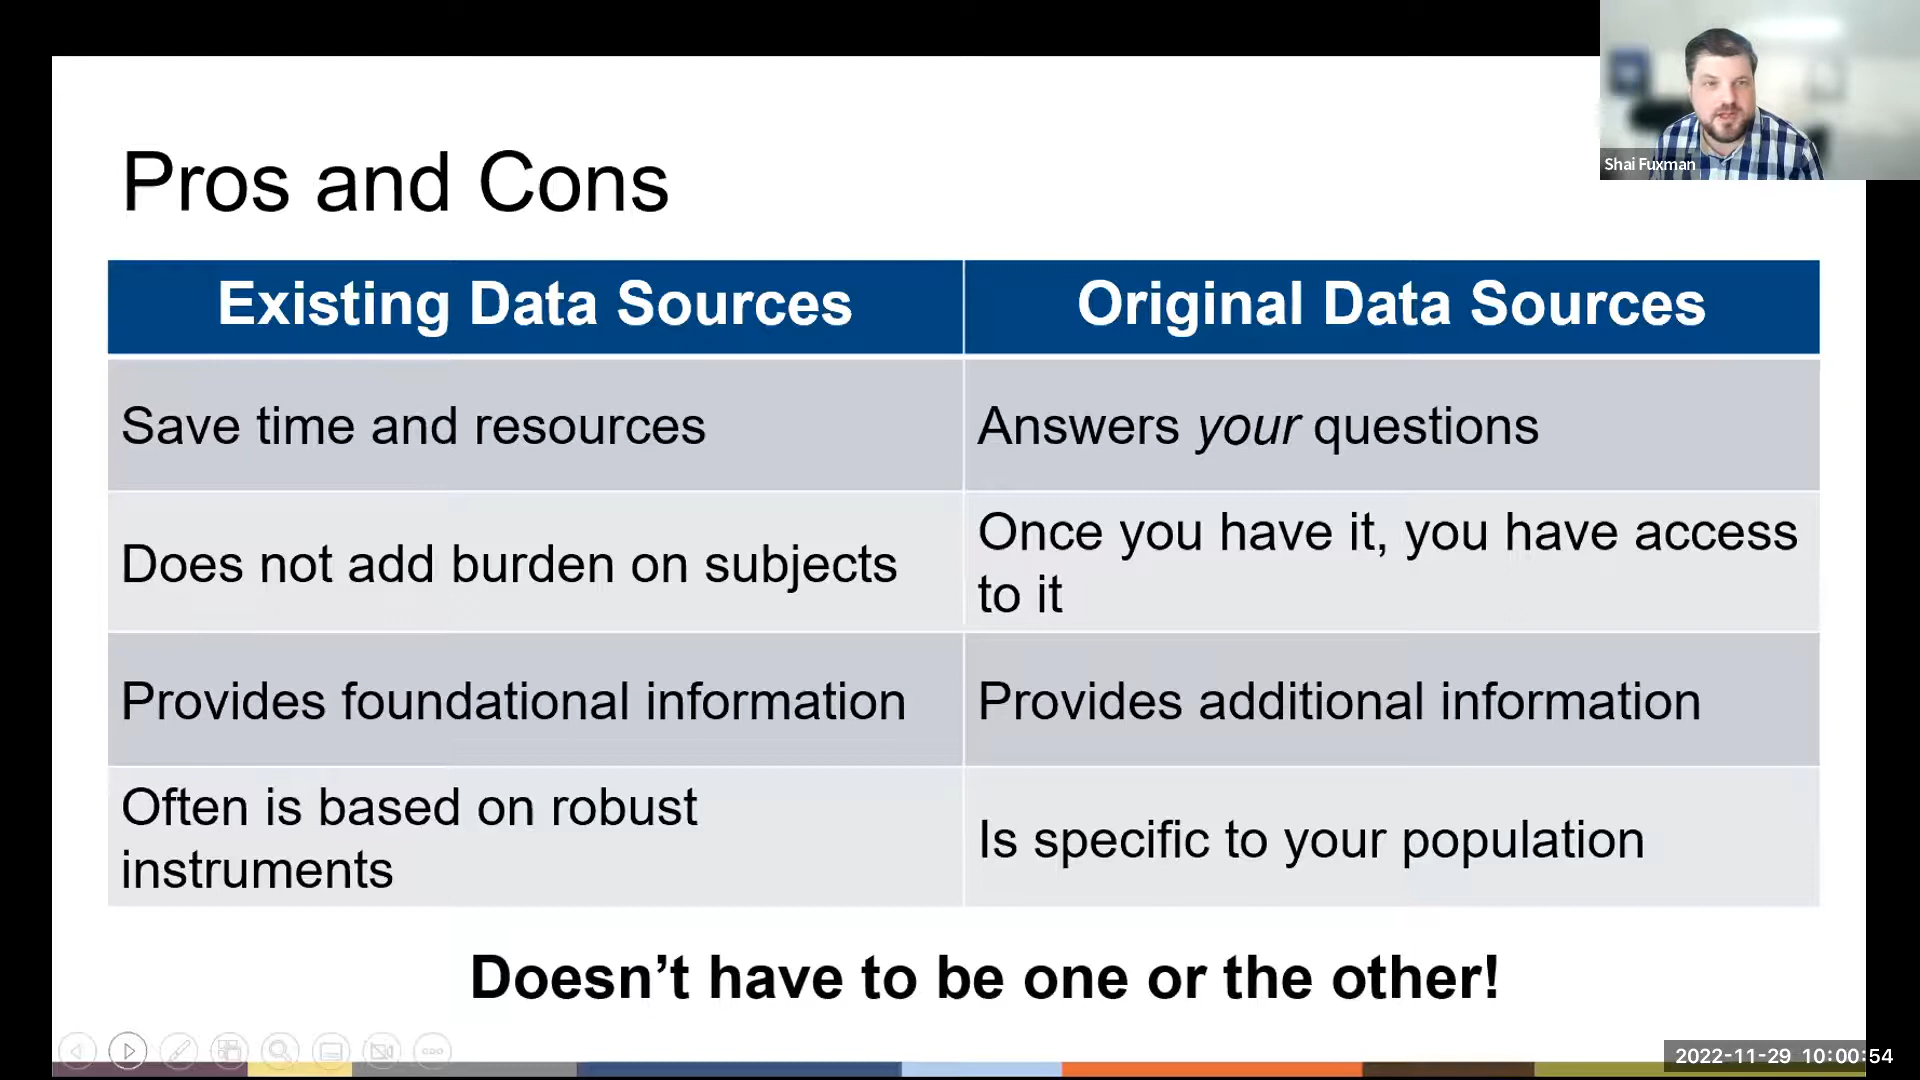 Shai Fuxman
Pros and Cons
Existing Data Sources
Original Data Sources
Save time and resources
Answers your questions
Does not add burden on subjects
Once you have it, you have access
to it
Provides foundational information
Provides additional information
Often is based on robust
instruments
Is specific to your population
Doesn’t have to be one or the other!
2022-11-29 10:00:54